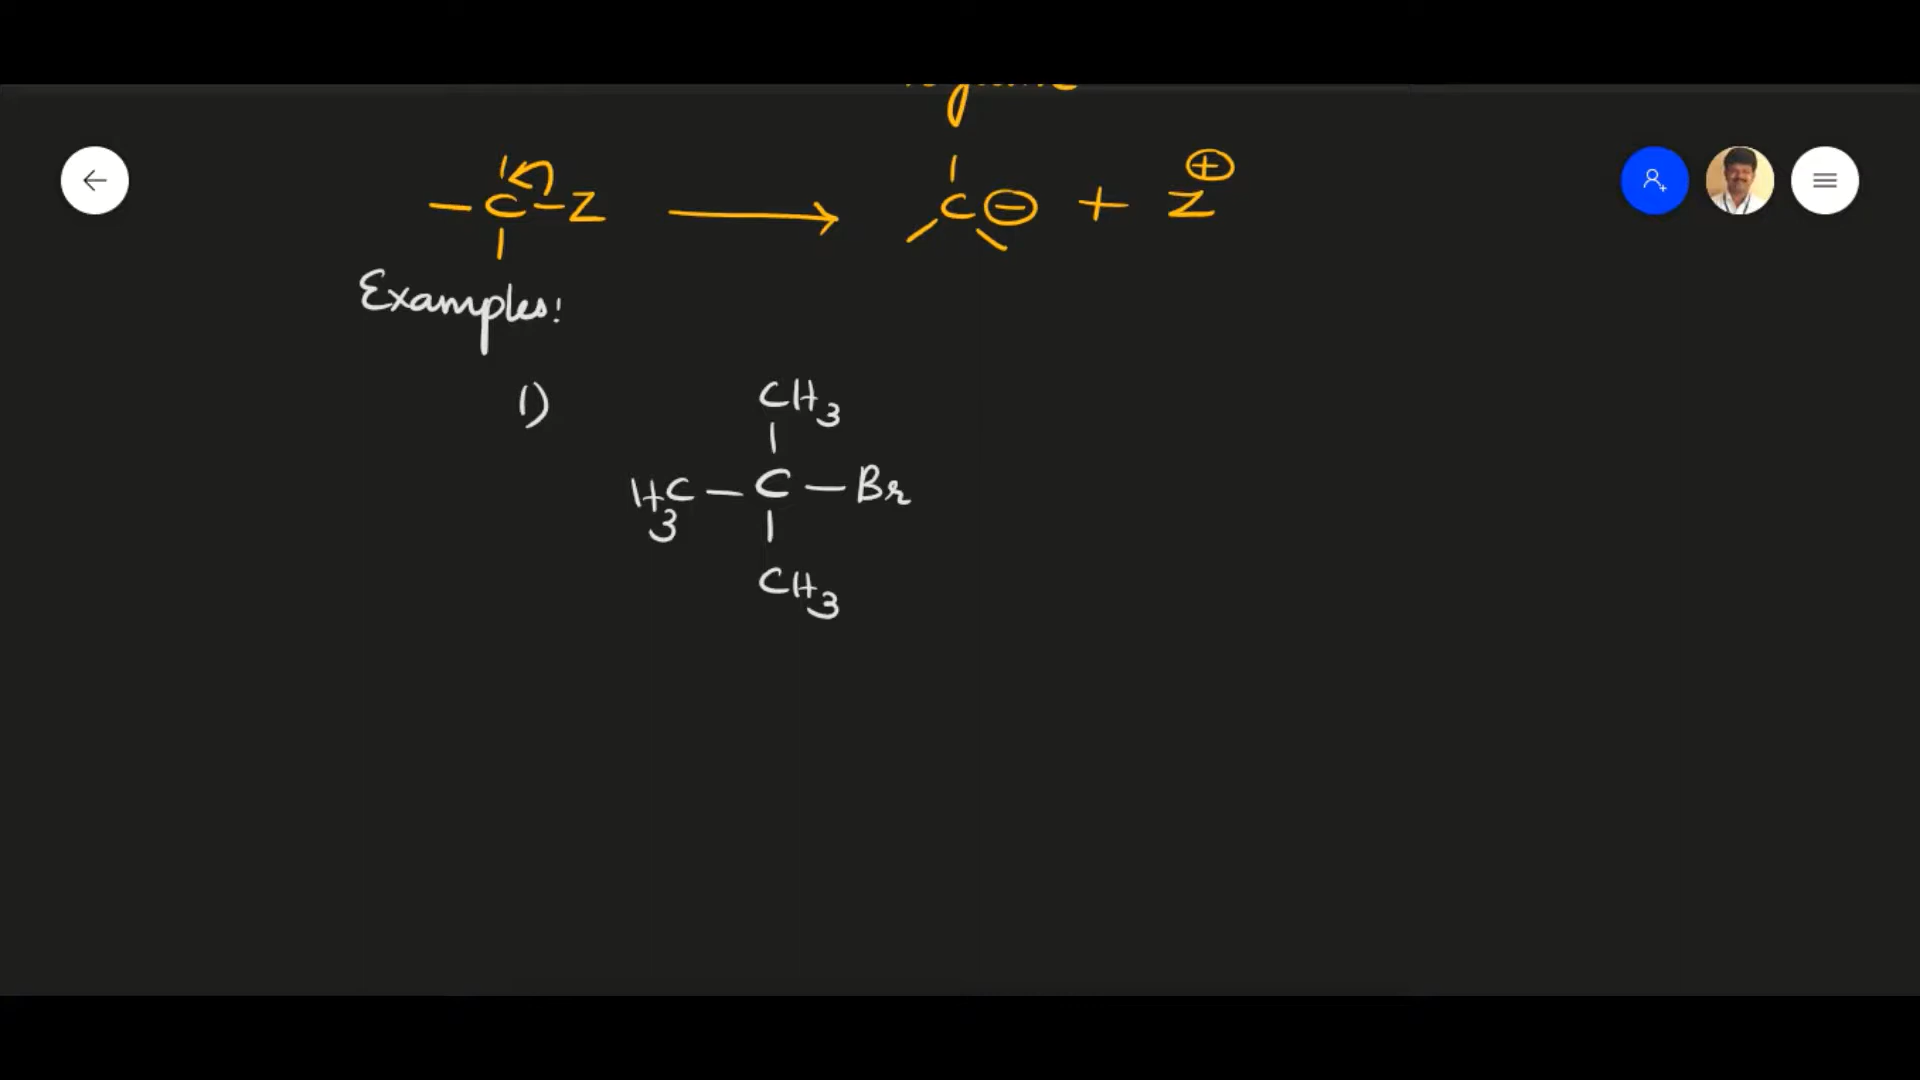 - C - Z ⟶ C ⊖ + Z ⊕
Examples:
1)
CH3
H3C - C - Br
CH3